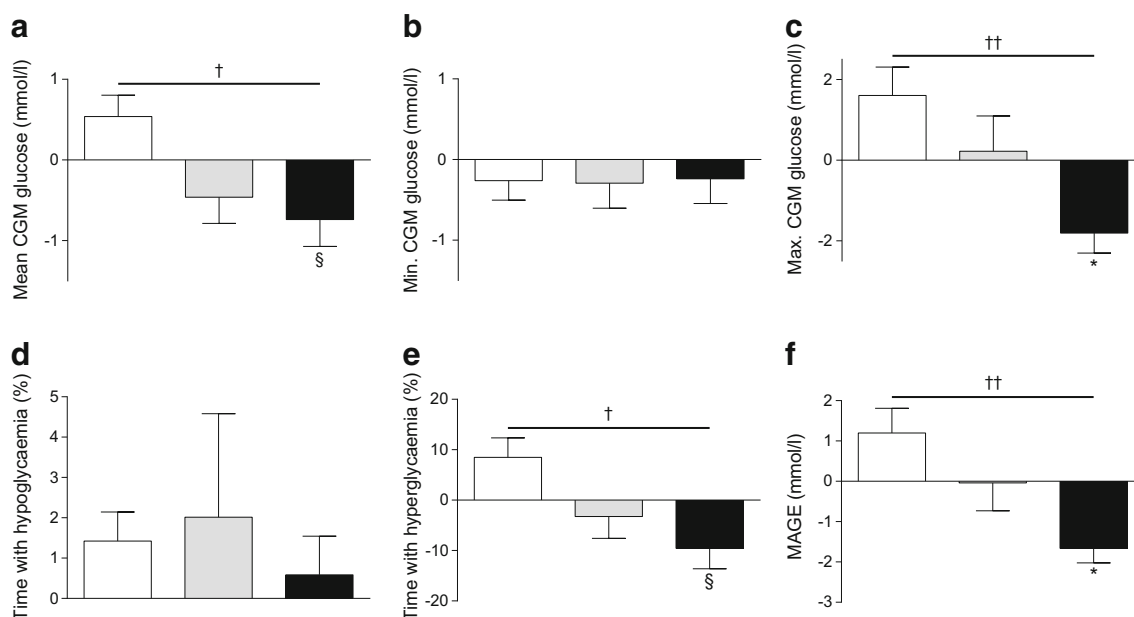 a
†
Mean CGM glucose (mmol/l)
1
0
-1
§
b
Min. CGM glucose (mmol/l)
1
0
-1
c
††
Max. CGM glucose (mmol/l)
2
0
-2
*
d
Time with hypoglycaemia (%)
5
4
3
2
1
0
e
†
Time with hyperglycaemia (%)
20
10
0
-10
-20
§
f
††
MAGE (mmol/l)
2
1
0
-1
-2
-3
*